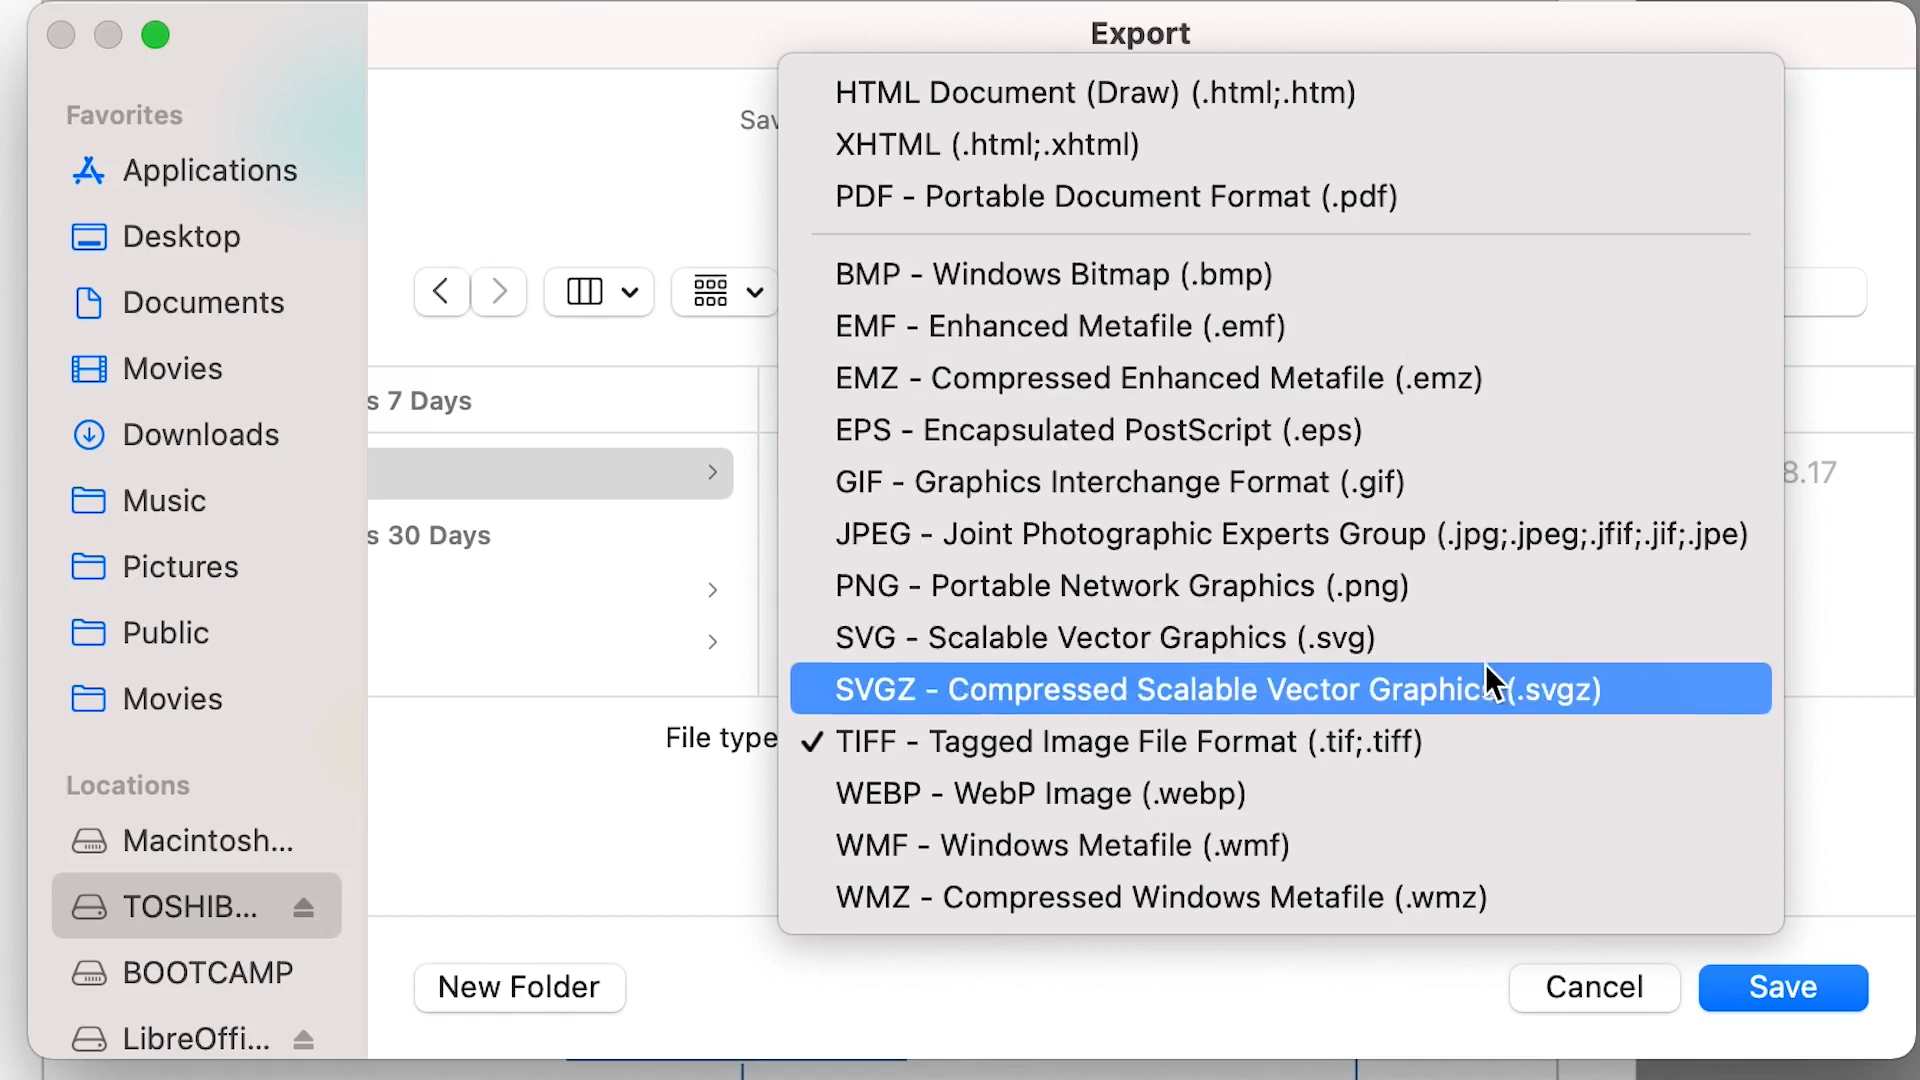 Export
Favorites
Applications
Desktop
Documents
Movies
Downloads
Music
Pictures
Public
Movies
Locations
Macintosh...
TOSHIB...
BOOTCAMP
LibreOffi...
Sav
s 7 Days
s 30 Days
8.17
File type
HTML Document (Draw) (.html;.htm)
XHTML (.html;.xhtml)
PDF - Portable Document Format (.pdf)
BMP - Windows Bitmap (.bmp)
EMF - Enhanced Metafile (.emf)
EMZ - Compressed Enhanced Metafile (.emz)
EPS - Encapsulated PostScript (.eps)
GIF - Graphics Interchange Format (.gif)
JPEG - Joint Photographic Experts Group (.jpg;.jpeg;.jfif;.jif;.jpe)
PNG - Portable Network Graphics (.png)
SVG - Scalable Vector Graphics (.svg)
SVGZ - Compressed Scalable Vector Graphics (.svgz)
✓ TIFF - Tagged Image File Format (.tif;.tiff)
WEBP - WebP Image (.webp)
WMF - Windows Metafile (.wmf)
WMZ - Compressed Windows Metafile (.wmz)
New Folder
Cancel
Save